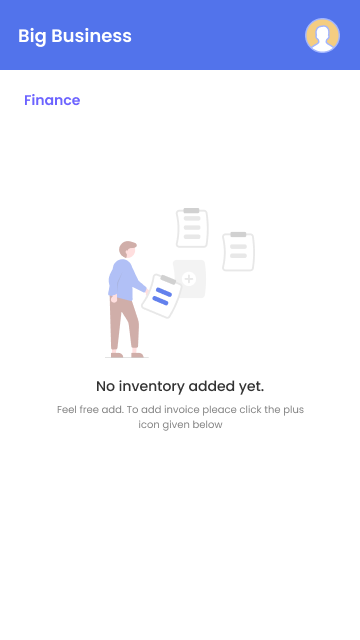 Big Business
Finance
No inventory added yet.
Feel free add. To add invoice pleace click the plus
icon given below